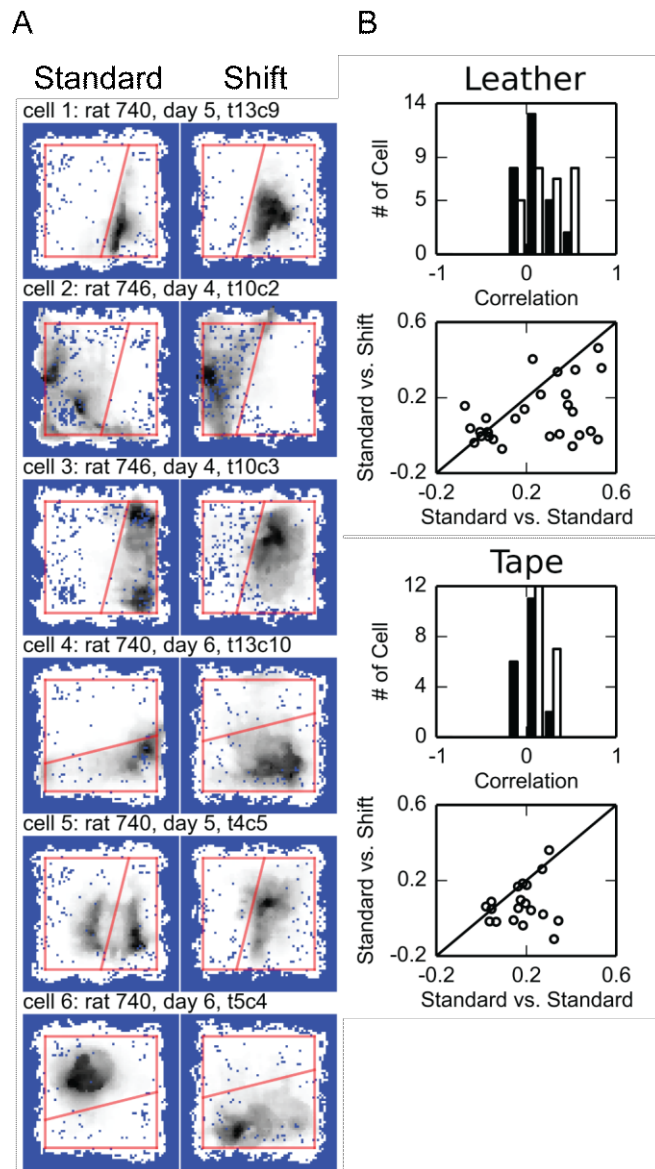 A
Standard Shift
cell 1: rat 740, day 5, t13c9
cell 2: rat 746, day 4, t10c2
cell 3: rat 746, day 4, t10c3
cell 4: rat 740, day 6, t13c10
cell 5: rat 740, day 5, t4c5
cell 6: rat 740, day 6, t5c4
B
Leather
# of Cell
14
9
5
0
-1 0 1
Correlation
Standard vs. Shift
0.6
0.2
-0.2
-0.2 0.2 0.6
Standard vs. Standard
Tape
# of Cell
12
8
4
0
-1 0 1
Correlation
Standard vs. Shift
0.6
0.2
-0.2
-0.2 0.2 0.6
Standard vs. Standard